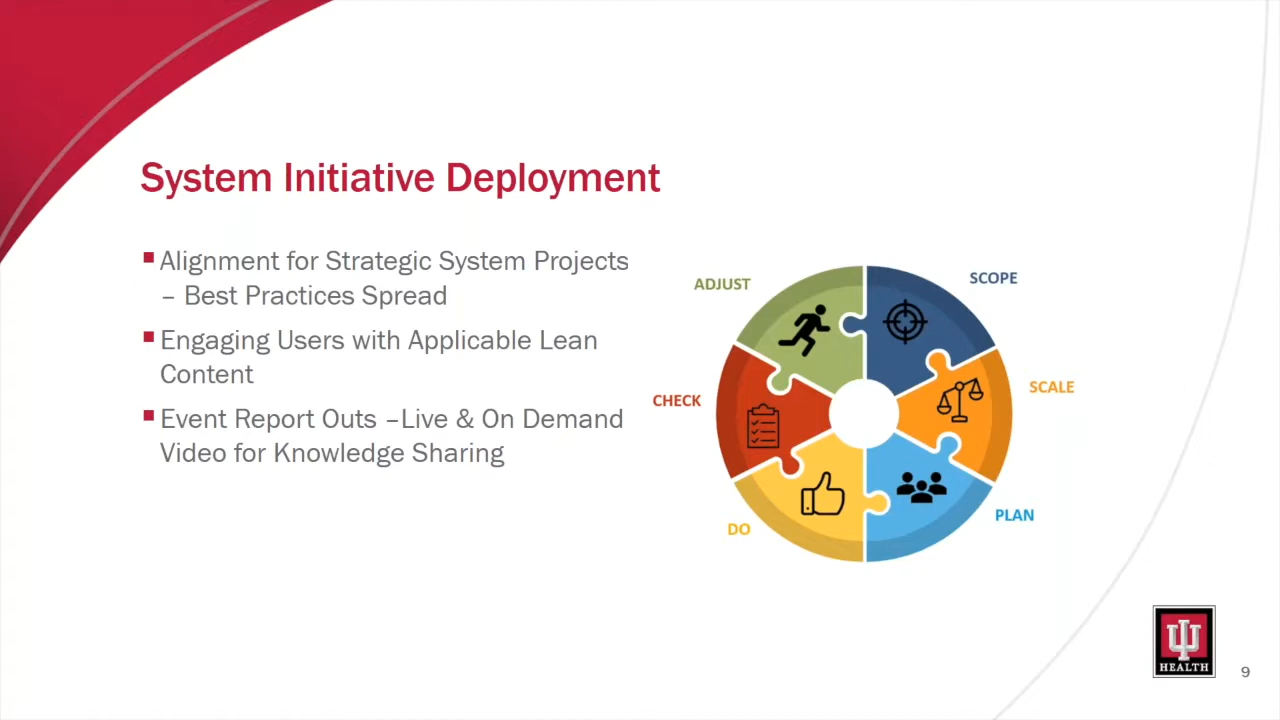 System Initiative Deployment
Alignment for Strategic System Projects
– Best Practices Spread
Engaging Users with Applicable Lean
Content
Event Report Outs –Live & On Demand
Video for Knowledge Sharing
ADJUST
SCOPE
CHECK
SCALE
DO
PLAN
HEALTH
9